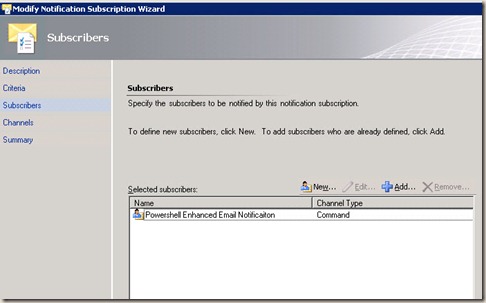 Modify Notification Subscription Wizard
Subscribers
Description
Criteria
Subscribers
Channels
Summary
Subscribers
Specify the subscribers to be notified by this notification subscription.
To define new subscribers, click New. To add subscribers who are already defined, click Add.
Selected subscribers:
New... Edit... Add... Remove...
Name Channel Type
Powershell Enhanced Email Notificaiton Command